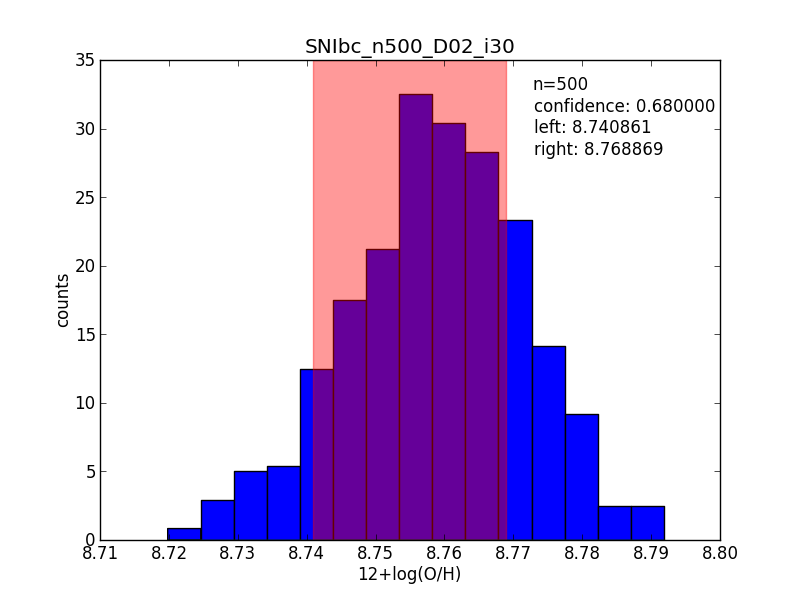 SNIbc_n500_D02_i30
n=500
confidence: 0.680000
left: 8.740861
right: 8.768869
35
30
25
20
15
10
5
0
counts
8.71 8.72 8.73 8.74 8.75 8.76 8.77 8.78 8.79 8.80
12+log(O/H)